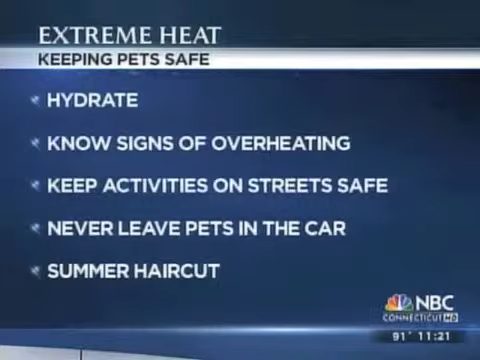 EXTREME HEAT
KEEPING PETS SAFE
HYDRATE
KNOW SIGNS OF OVERHEATING
KEEP ACTIVITIES ON STREETS SAFE
NEVER LEAVE PETS IN THE CAR
SUMMER HAIRCUT
NBC
CONNECTICUT HD
91° 11:21